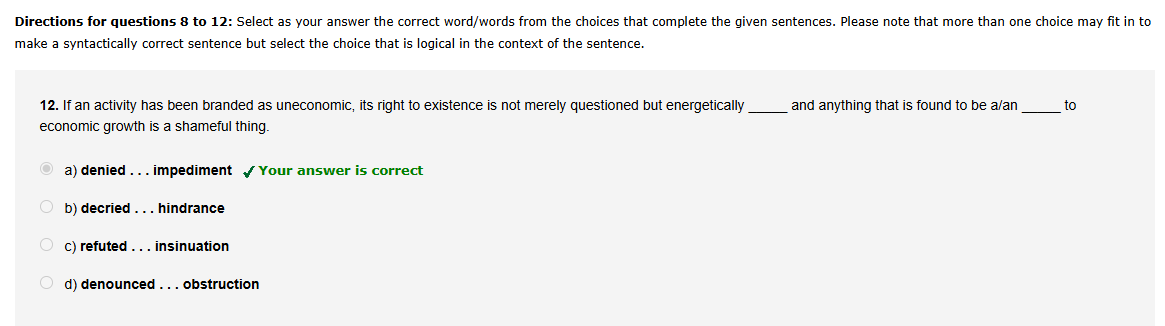 Directions for questions 8 to 12: Select as your answer the correct word/words from the choices that complete the given sentences. Please note that more than one choice may fit in to
make a syntactically correct sentence but select the choice that is logical in the context of the sentence.
12. If an activity has been branded as uneconomic, its right to existence is not merely questioned but energetically _____ and anything that is found to be a/an _____ to
economic growth is a shameful thing.
a) denied . . . impediment ✓Your answer is correct
b) decried . . . hindrance
c) refuted . . . insinuation
d) denounced . . . obstruction